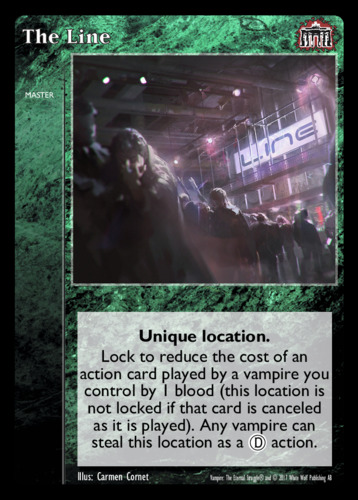 The Line
MASTER
LINE
Unique location.
Lock to reduce the cost of an
action card played by a vampire you
control by 1 blood (this location is
not locked if that card is canceled
as it is played). Any vampire can
steal this location as a Ⓓ action.
Illus: Carmen Cornet
Vampire: The Eternal Struggle® and © 2017 White Wolf Publishing AB